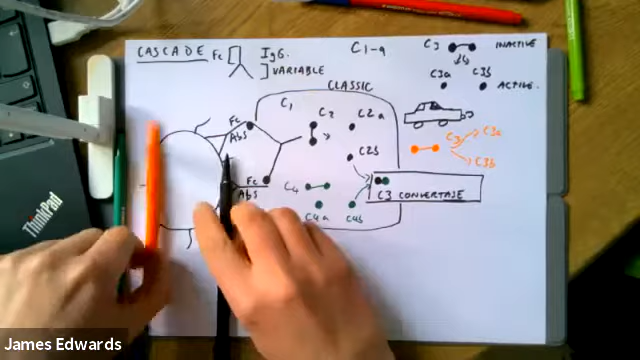 CASCADE
Fc
IgG.
VARIABLE
C1-9
C3
INACTIVE
C3a
C3b
ACTIVE.
CLASSIC
Fc
Abs
C1
C2
C2a
C2b
C3
C3a
C3b
Fc
Abs
C4
C4a
C4b
C3 CONVERTASE
ThinkPad
James Edwards